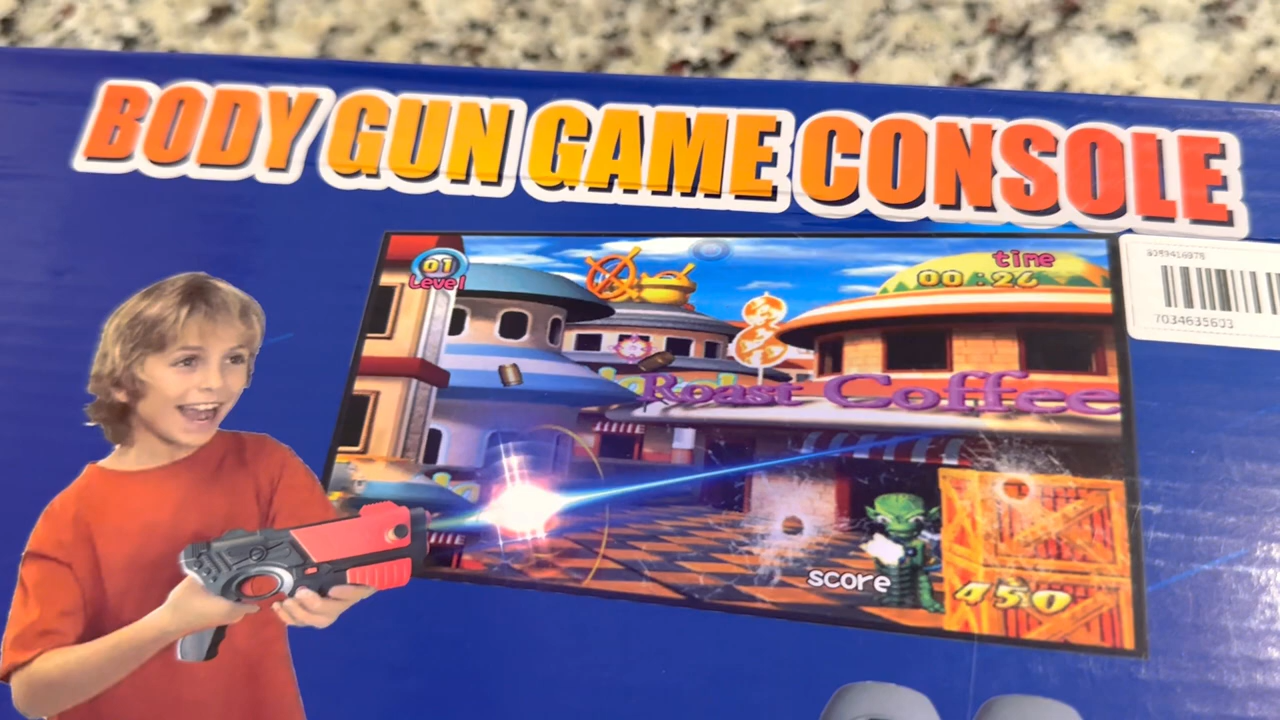 BODY GUN GAME CONSOLE
01
Level
time
00:26
7034635603
Roast Coffee
score
450